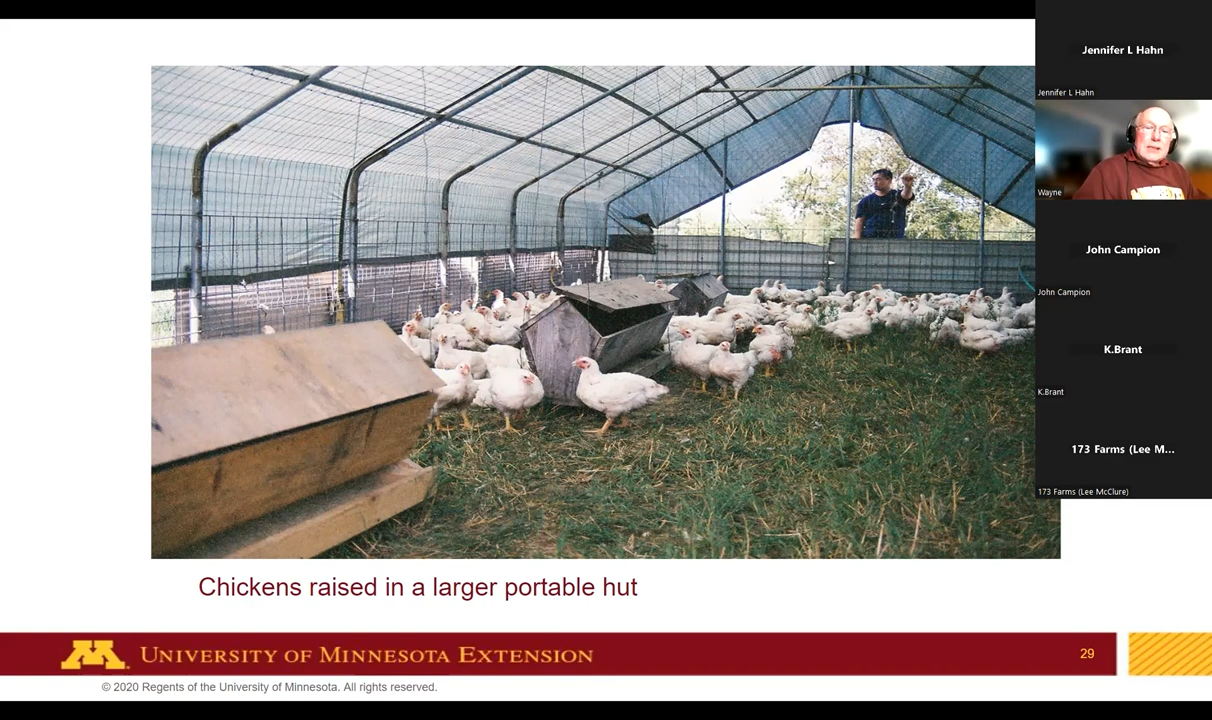 Jennifer L Hahn
Jennifer L Hahn
Wayne
John Campion
John Campion
K.Brant
K.Brant
173 Farms (Lee M...
173 Farms (Lee McClure)
Chickens raised in a larger portable hut
M
UNIVERSITY OF MINNESOTA EXTENSION
29
© 2020 Regents of the University of Minnesota. All rights reserved.